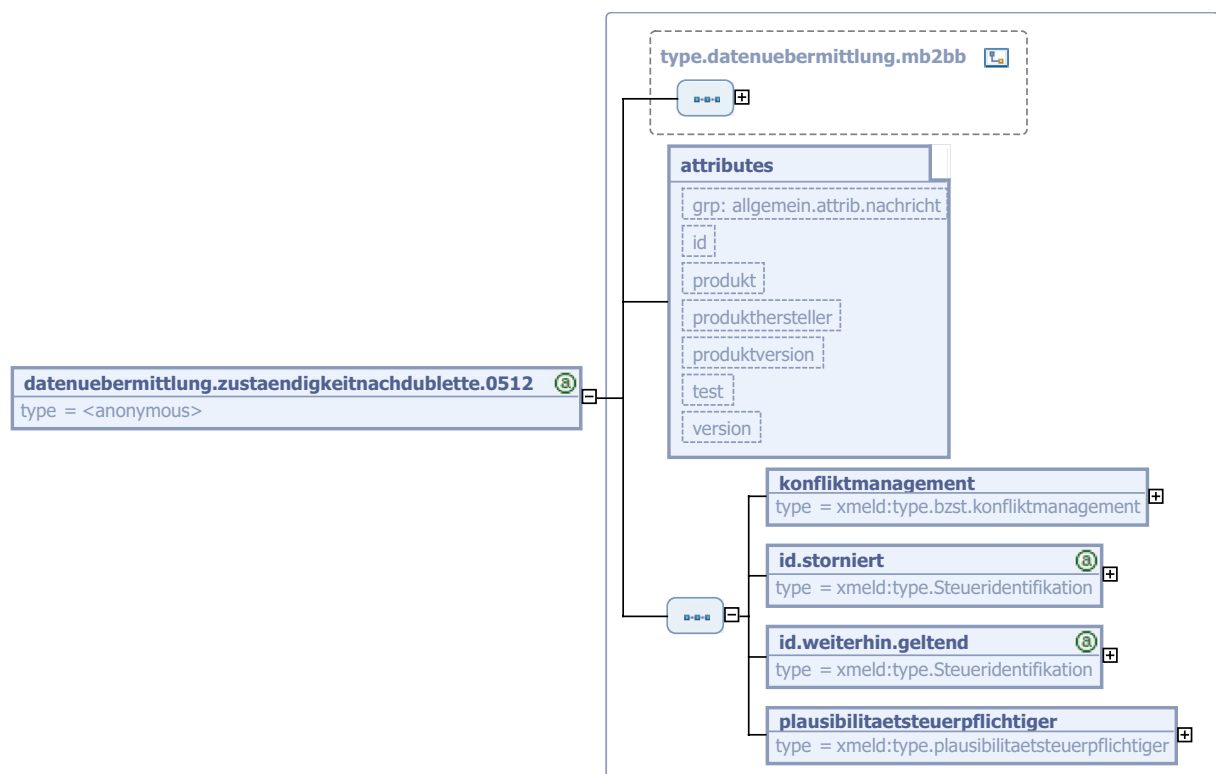 type.datenuebermittlung.mb2bb
attributes
grp: allgemein.attrib.nachricht
id
produkt
produkthersteller
produktversion
test
version
datenuebermittlung.zustaendigkeitnachdublette.0512
type = <anonymous>
konfliktmanagement
type = xmeld:type.bzst.konfliktmanagement
id.storniert
type = xmeld:type.Steueridentifikation
id.weiterhin.geltend
type = xmeld:type.Steueridentifikation
plausibilitaetsteuerpflichtiger
type = xmeld:type.plausibilitaetsteuerpflichtiger